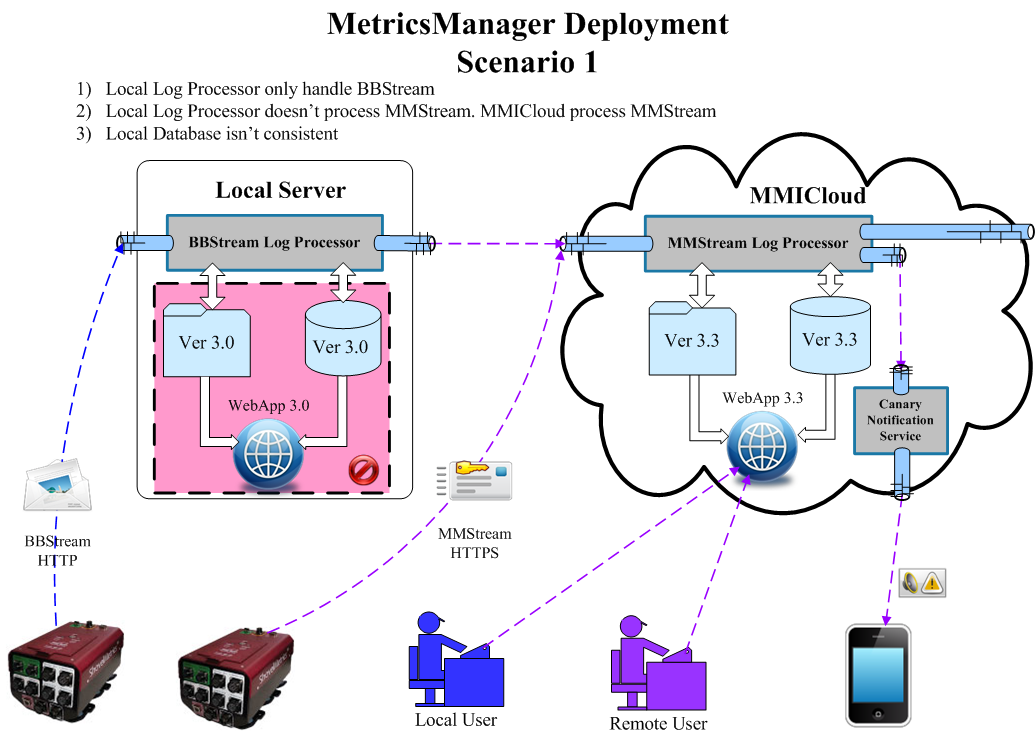 MetricsManager Deployment
Scenario 1
1) Local Log Processor only handle BBStream
2) Local Log Processor doesn't process MMStream. MMICloud process MMStream
3) Local Database isn't consistent
Local Server
MMICloud
BBStream Log Processor
MMStream Log Processor
Ver 3.0
Ver 3.0
Ver 3.3
Ver 3.3
WebApp 3.0
WebApp 3.3
Canary
Notification
Service
BBStream
HTTP
MMStream
HTTPS
Local User
Remote User